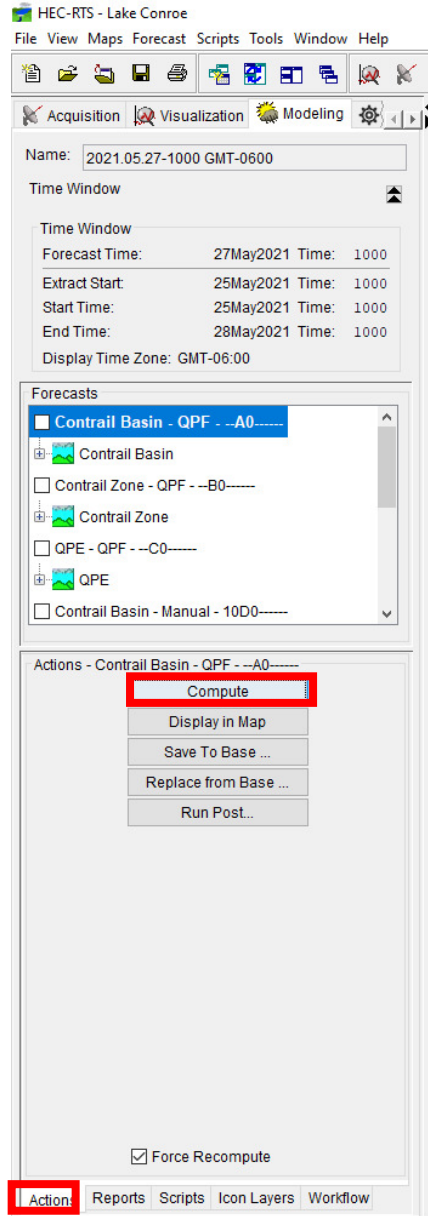 HEC-RTS - Lake Conroe
File View Maps Forecast Scripts Tools Window Help
Acquisition Visualization Modeling
Name: 2021.05.27-1000 GMT-0600
Time Window
Time Window
Forecast Time: 27May2021 Time: 1000
Extract Start: 25May2021 Time: 1000
Start Time: 25May2021 Time: 1000
End Time: 28May2021 Time: 1000
Display Time Zone: GMT-06:00
Forecasts
Contrail Basin - QPF - --A0------
Contrail Basin
Contrail Zone - QPF - --B0------
Contrail Zone
QPE - QPF - --C0------
QPE
Contrail Basin - Manual - 10D0------
Actions - Contrail Basin - QPF - --A0------
Compute
Display in Map
Save To Base ...
Replace from Base ...
Run Post...
Force Recompute
Actions Reports Scripts Icon Layers Workflow